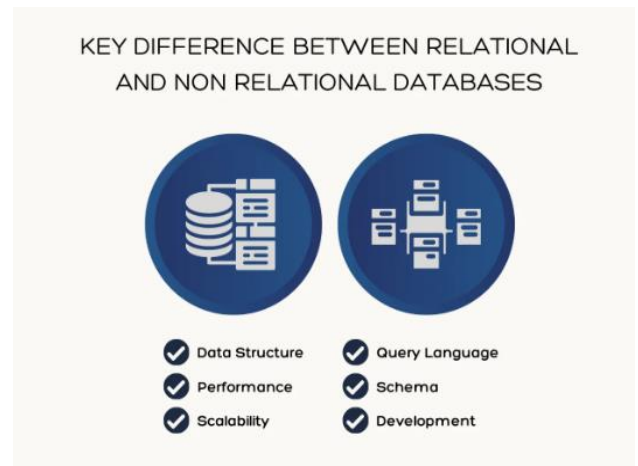 KEY DIFFERENCE BETWEEN RELATIONAL
AND NON RELATIONAL DATABASES
Data Structure
Performance
Scalability
Query Language
Schema
Development